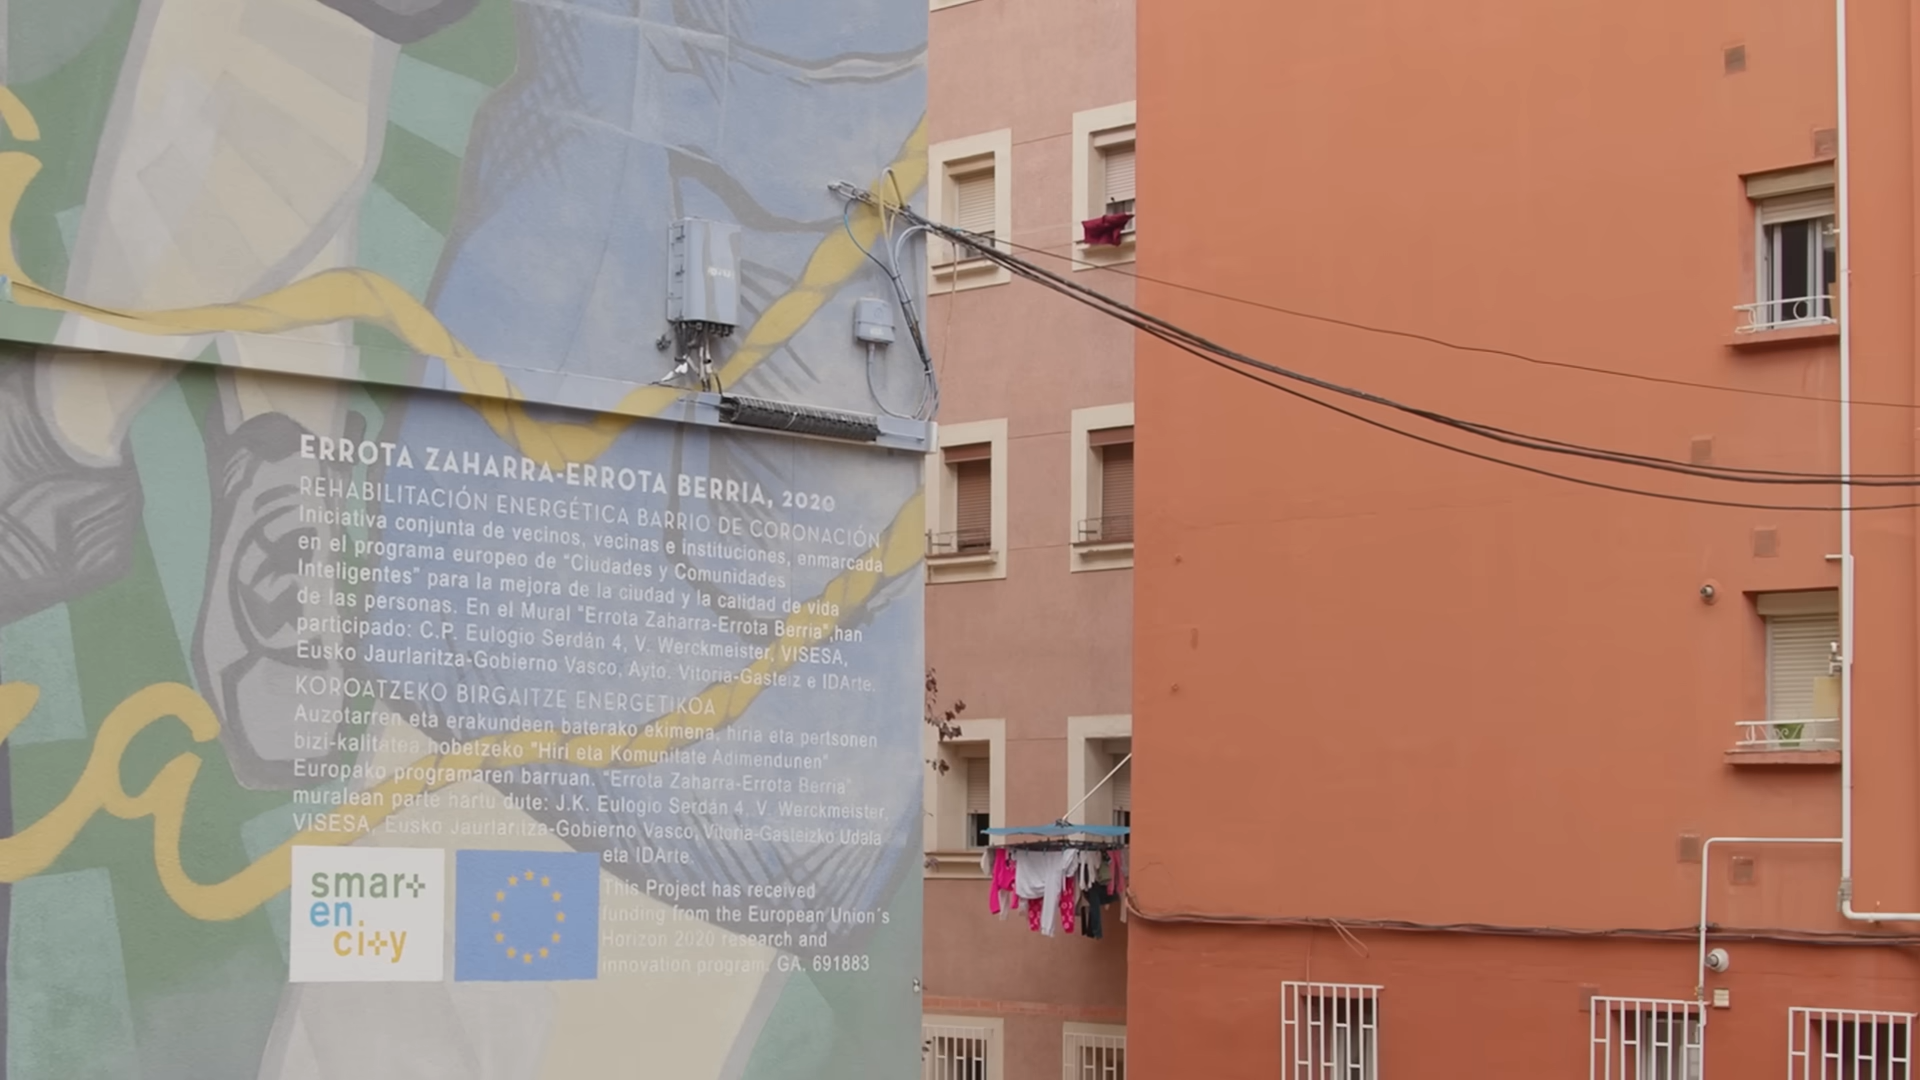 ERROTA ZAHARRA-ERROTA BERRIA, 2020
REHABILITACIÓN ENERGÉTICA BARRIO DE CORONACIÓN
Iniciativa conjunta de vecinos, vecinas e instituciones, enmarcada
en el programa europeo de "Ciudades y Comunidades
Inteligentes" para la mejora de la ciudad y la calidad de vida
de las personas. En el Mural "Errota Zaharra-Errota Berria",han
participado: C.P. Eulogio Serdán 4, V. Werckmeister, VISESA,
Eusko Jaurlaritza-Gobierno Vasco, Ayto. Vitoria-Gasteiz e IDArte.
KOROATZEKO BIRGAITZE ENERGETIKOA
Auzotarren eta erakundeen baterako ekimena, hiria eta pertsonen
bizi-kalitatea hobetzeko "Hiri eta Komunitate Adimendunen"
Europako programaren barruan. "Errota Zaharra-Errota Berria"
muralean parte hartu dute: J.K. Eulogio Serdán 4, V. Werckmeister,
VISESA, Eusko Jaurlaritza-Gobierno Vasco, Vitoria-Gasteizko Udala
eta IDArte.
smart
en
city
This Project has received
funding from the European Union´s
Horizon 2020 research and
innovation program. GA. 691883